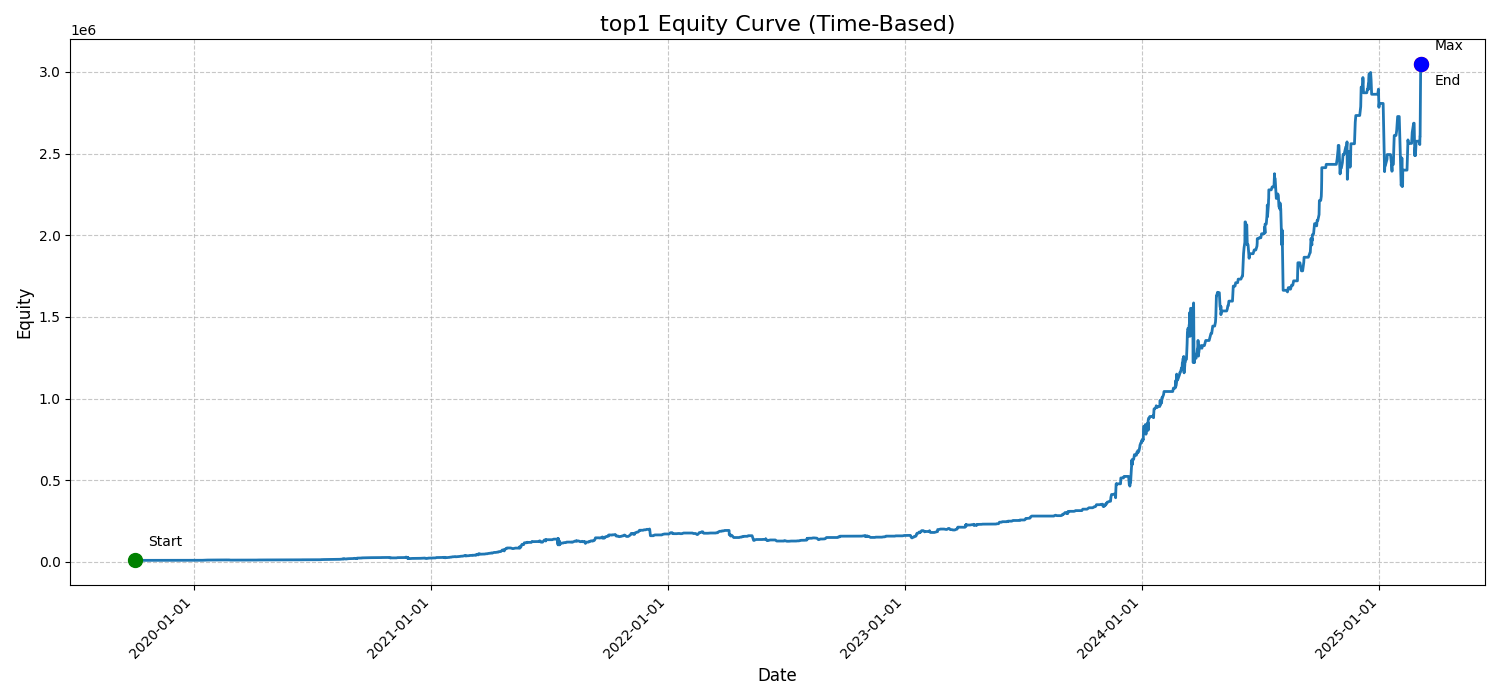 top1 Equity Curve (Time-Based)
1e6
Max
End
3.0
2.5
2.0
1.5
1.0
0.5
0.0
Equity
Start
2020-01-01
2021-01-01
2022-01-01
2023-01-01
2024-01-01
2025-01-01
Date